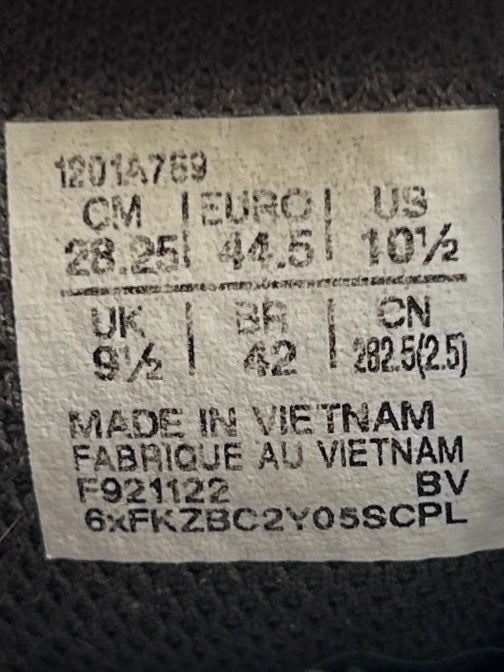 1201A789
CM | EURO | US
28.25 | 44.5 | 10½
UK | BR | CN
9½ | 42 | 282.5(2.5)
MADE IN VIETNAM
FABRIQUE AU VIETNAM
F921122 BV
6xFKZBC2Y05SCPL